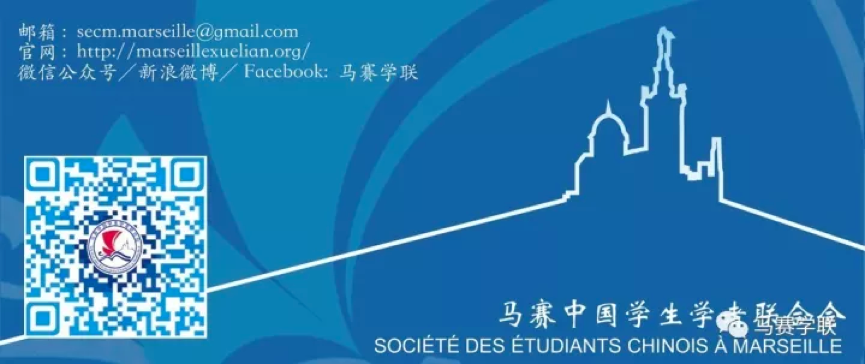 邮箱：secm.marseille@gmail.com
官网：http://marseillexuelian.org/
微信公众号／新浪微博／Facebook: 马赛学联
马赛中国学生学者联合会
马赛学联
SOCIÉTÉ DES ÉTUDIANTS CHINOIS À MARSEILLE